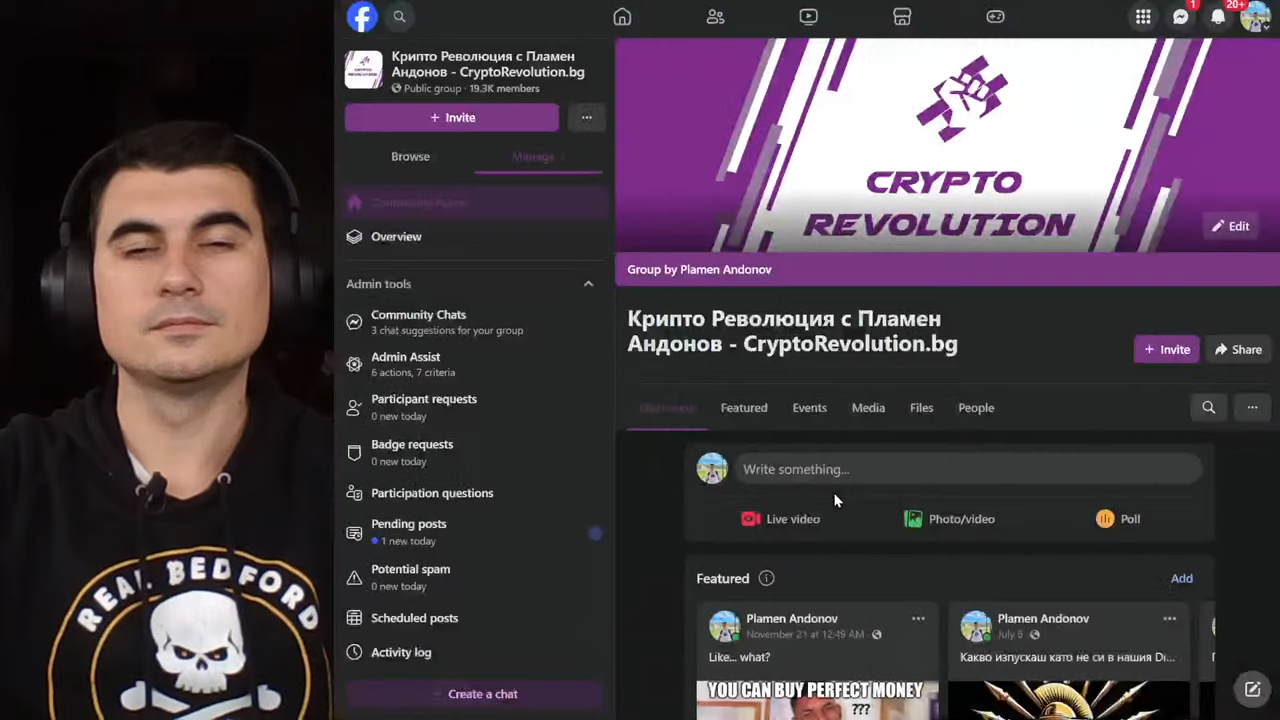 1
20+
Крипто Революция с Пламен
Андонов - CryptoRevolution.bg
Public group · 19.3K members
+ Invite
Browse
Manage
Community Home
Overview
Admin tools
Community Chats
3 chat suggestions for your group
Admin Assist
6 actions, 7 criteria
Participant requests
0 new today
Badge requests
0 new today
Participation questions
Pending posts
1 new today
Potential spam
0 new today
Scheduled posts
Activity log
Create a chat
CRYPTO
REVOLUTION
Edit
Group by Plamen Andonov
Крипто Революция с Пламен
Андонов - CryptoRevolution.bg
+ Invite
Share
Featured
Events
Media
Files
People
Write something...
Live video
Photo/video
Poll
Featured
Add
Plamen Andonov
November 21 at 12:49 AM ·
Like... what?
YOU CAN BUY PERFECT MONEY
???
Plamen Andonov
July 6 ·
Какво изпускаш като не си в нашия Di...
REAL BEDFORD